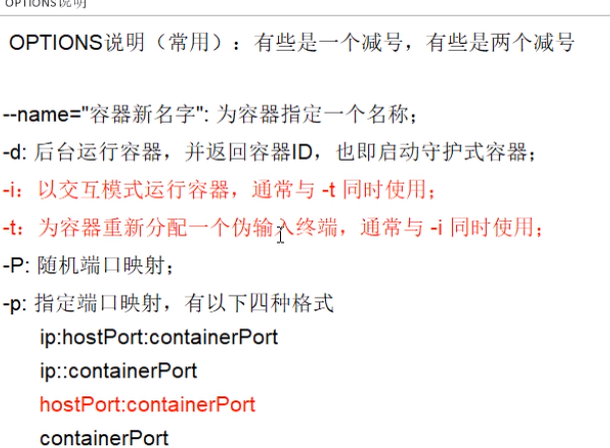 OPTIONS说明
OPTIONS说明（常用）：有些是一个减号，有些是两个减号
--name="容器新名字": 为容器指定一个名称；
-d: 后台运行容器，并返回容器ID，也即启动守护式容器；
-i：以交互模式运行容器，通常与 -t 同时使用；
-t：为容器重新分配一个伪输入终端，通常与 -i 同时使用；
-P: 随机端口映射；
-p: 指定端口映射，有以下四种格式
ip:hostPort:containerPort
ip::containerPort
hostPort:containerPort
containerPort